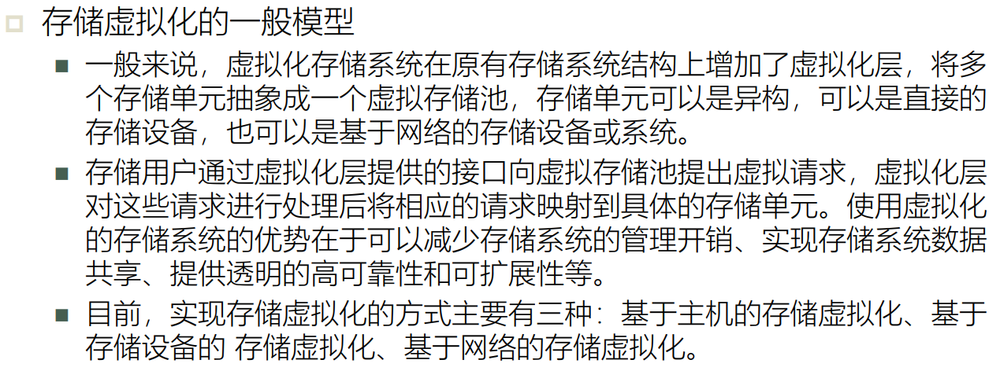 存储虚拟化的一般模型
一般来说，虚拟化存储系统在原有存储系统结构上增加了虚拟化层，将多
个存储单元抽象成一个虚拟存储池，存储单元可以是异构，可以是直接的
存储设备，也可以是基于网络的存储设备或系统。
存储用户通过虚拟化层提供的接口向虚拟存储池提出虚拟请求，虚拟化层
对这些请求进行处理后将相应的请求映射到具体的存储单元。使用虚拟化
的存储系统的优势在于可以减少存储系统的管理开销、实现存储系统数据
共享、提供透明的高可靠性和可扩展性等。
目前，实现存储虚拟化的方式主要有三种：基于主机的存储虚拟化、基于
存储设备的 存储虚拟化、基于网络的存储虚拟化。